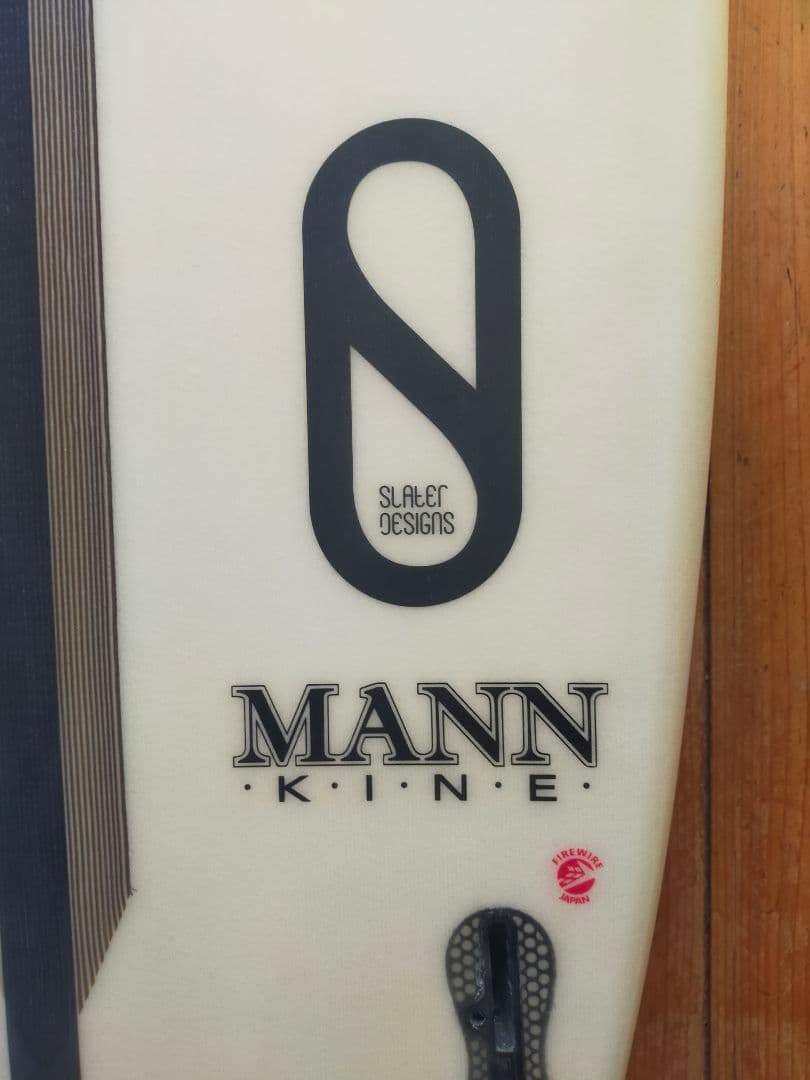 SLATER
DESIGNS
MANN
·K·I·N·E·
FIREWIRE
JAPAN